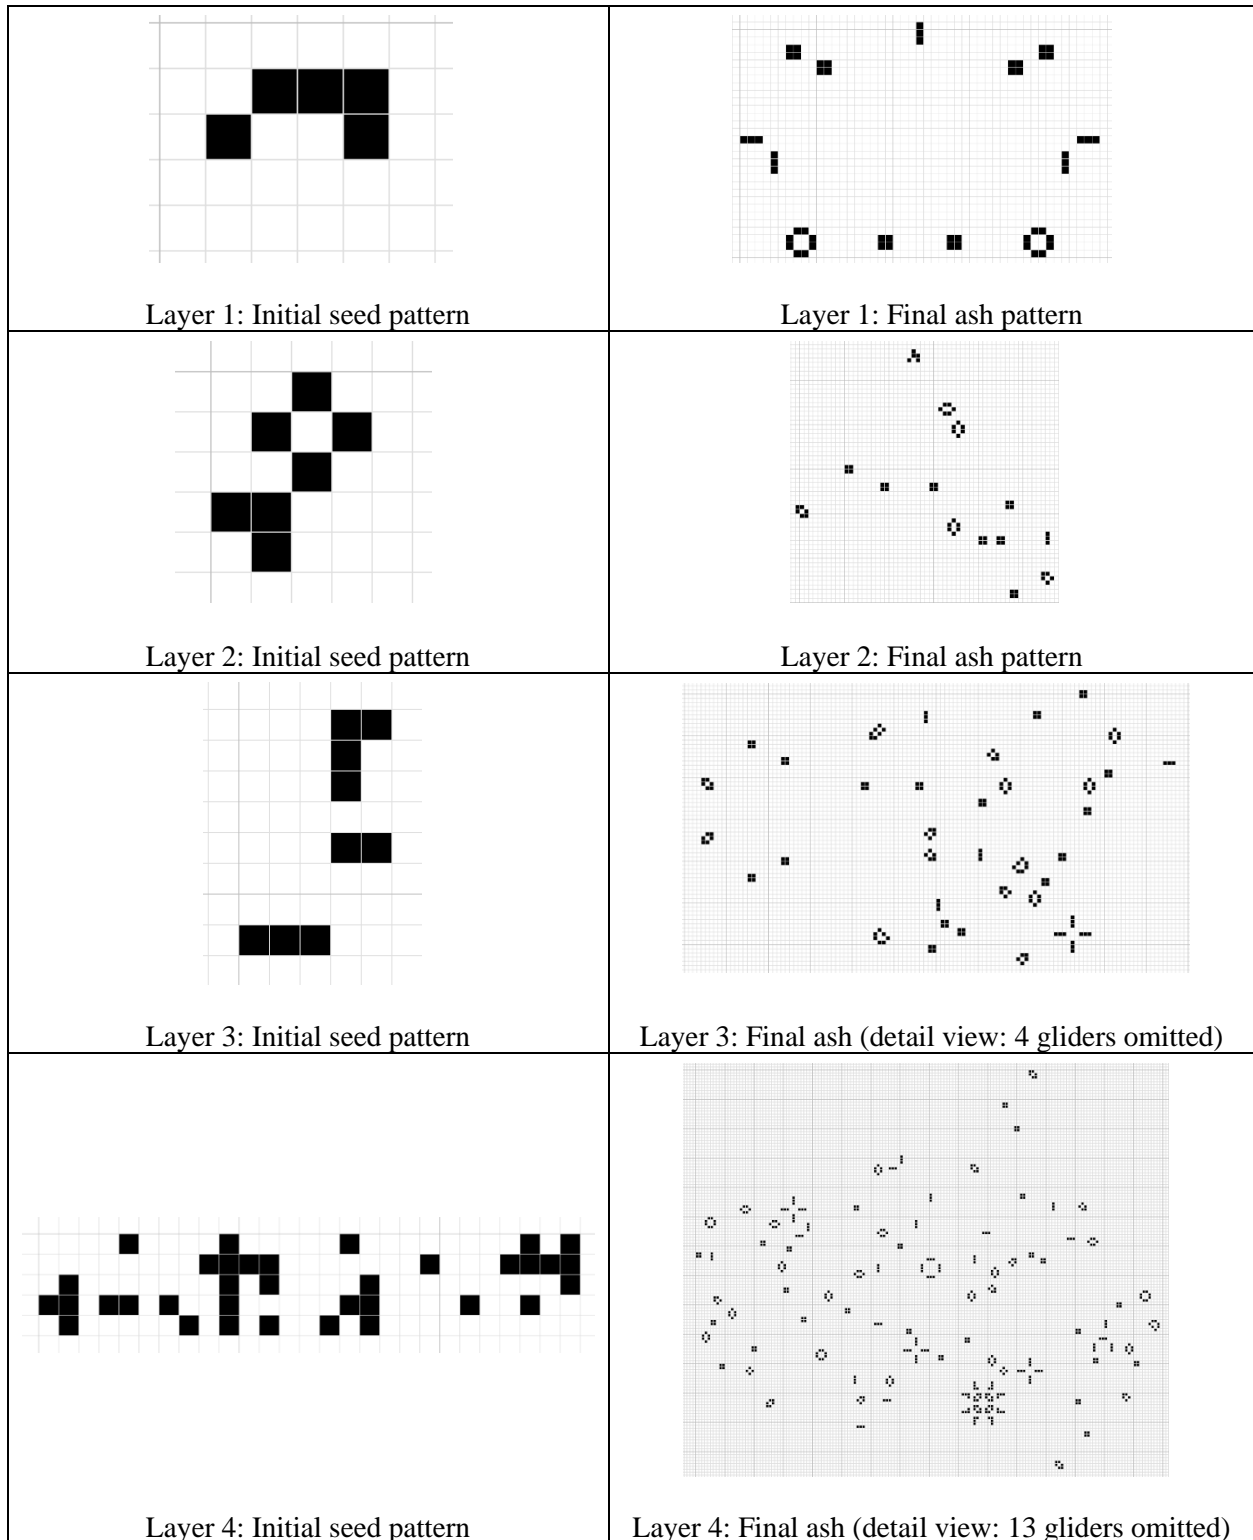 Layer 1: Initial seed pattern
Layer 1: Final ash pattern
Layer 2: Initial seed pattern
Layer 2: Final ash pattern
Layer 3: Initial seed pattern
Layer 3: Final ash (detail view: 4 gliders omitted)
Layer 4: Initial seed pattern
Layer 4: Final ash (detail view: 13 gliders omitted)